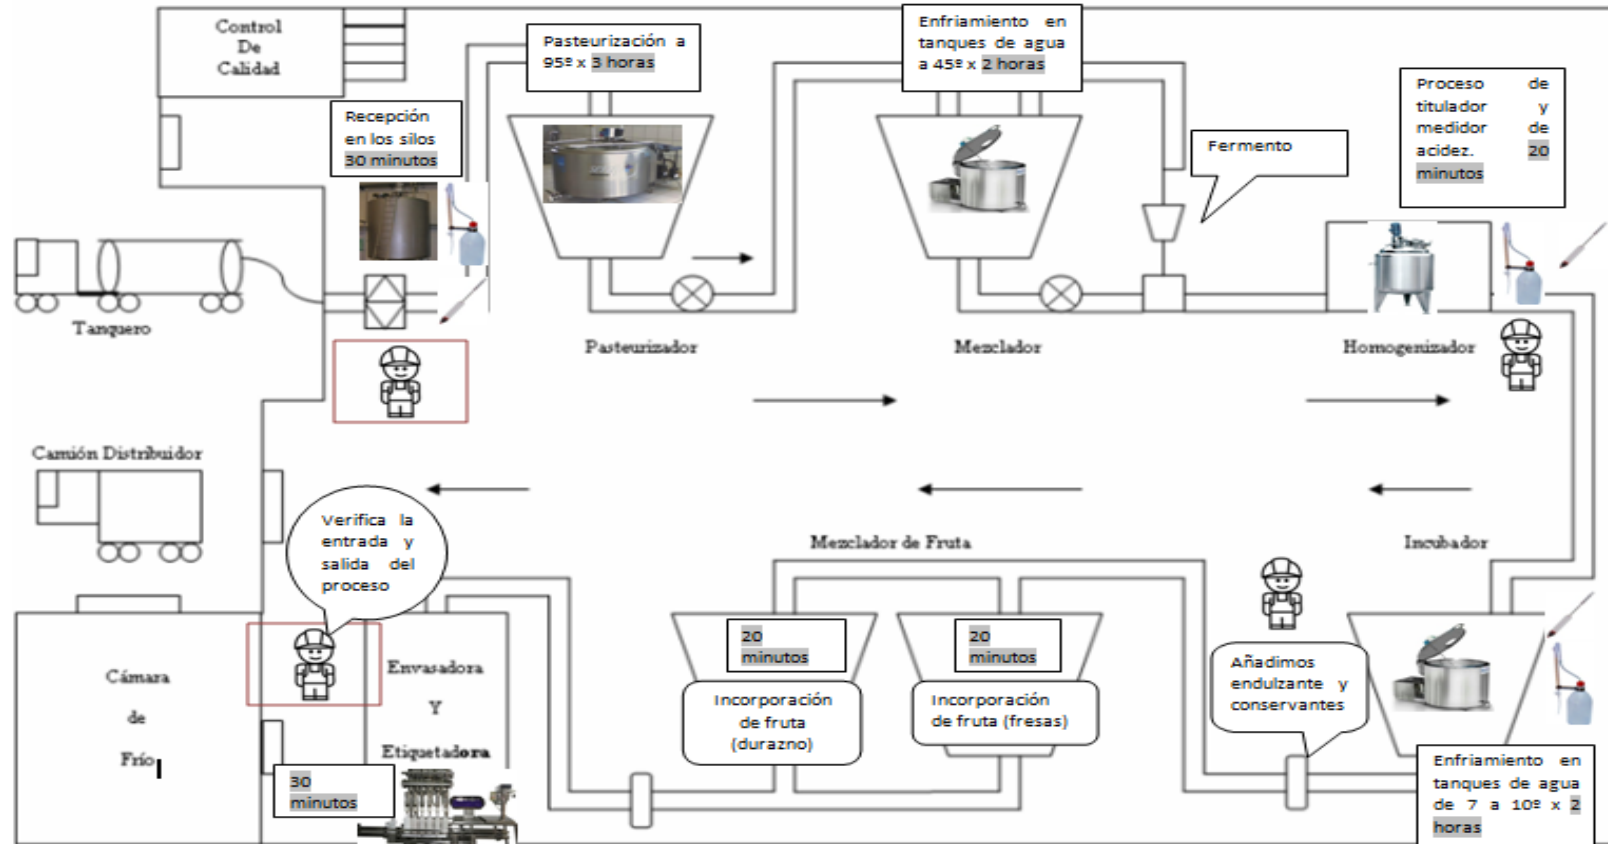 Control
De
Calidad
Pasteurización a
95º x 3 horas
Enfriamiento en
tanques de agua
a 45º x 2 horas
Proceso de
titulador y
medidor de
acidez. 20
minutos
Recepción
en los silos
30 minutos
Fermento
Tanquero
Pasteurizador
Mezclador
Homogenizador
Camión Distribuidor
Verifica la
entrada y
salida del
proceso
Mezclador de Fruta
Incubador
20
minutos
20
minutos
Incorporación
de fruta
(durazno)
Incorporación
de fruta (fresas)
Añadimos
endulzante y
conservantes
Cámara
de
Frío
Envasadora
Y
Etiquetadora
30
minutos
Enfriamiento en
tanques de agua
de 7 a 10º x 2
horas